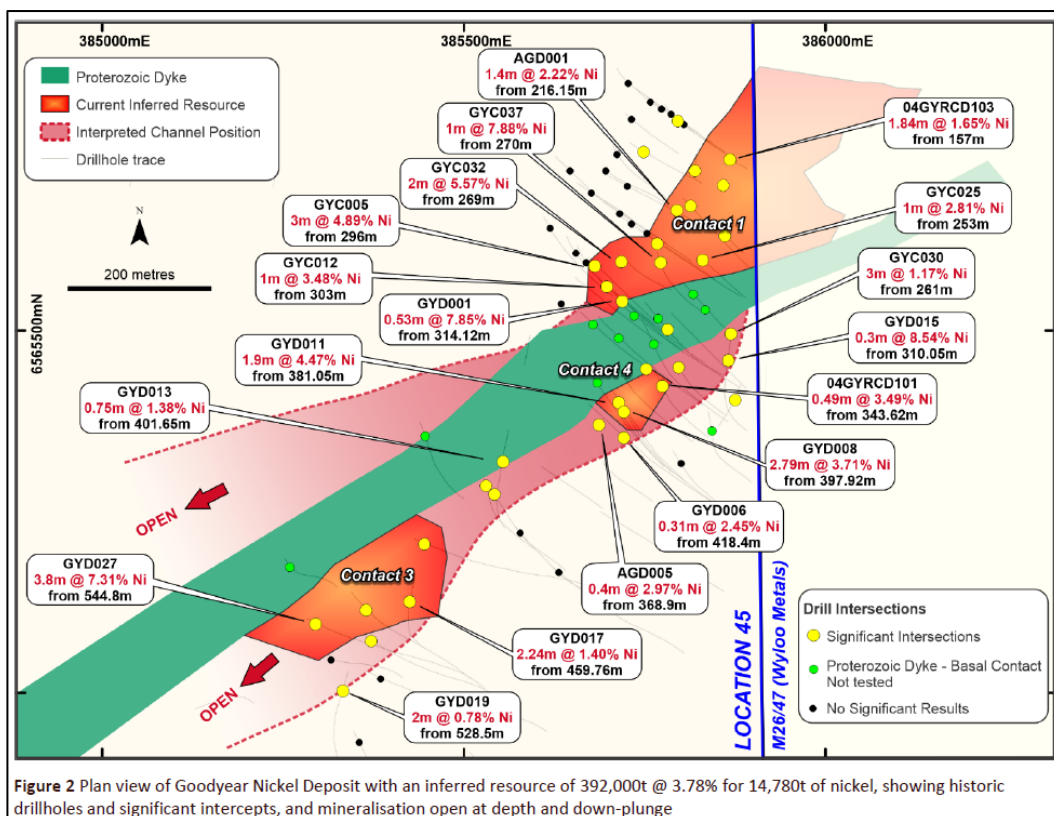 385000mE
385500mE
386000mE
6565500mN
Proterozoic Dyke
Current Inferred Resource
Interpreted Channel Position
Drillhole trace
N
200 metres
AGD001
1.4m @ 2.22% Ni
from 216.15m
GYC037
1m @ 7.88% Ni
from 270m
GYC032
2m @ 5.57% Ni
from 269m
GYC005
3m @ 4.89% Ni
from 296m
GYC012
1m @ 3.48% Ni
from 303m
GYD001
0.53m @ 7.85% Ni
from 314.12m
GYD011
1.9m @ 4.47% Ni
from 381.05m
GYD013
0.75m @ 1.38% Ni
from 401.65m
04GYRCD103
1.84m @ 1.65% Ni
from 157m
GYC025
1m @ 2.81% Ni
from 253m
GYC030
3m @ 1.17% Ni
from 261m
GYD015
0.3m @ 8.54% Ni
from 310.05m
04GYRCD101
0.49m @ 3.49% Ni
from 343.62m
GYD008
2.79m @ 3.71% Ni
from 397.92m
GYD006
0.31m @ 2.45% Ni
from 418.4m
AGD005
0.4m @ 2.97% Ni
from 368.9m
GYD027
3.8m @ 7.31% Ni
from 544.8m
GYD017
2.24m @ 1.40% Ni
from 459.76m
GYD019
2m @ 0.78% Ni
from 528.5m
Contact 1
Contact 4
Contact 3
OPEN
OPEN
LOCATION 45
M26/47 (Wyloo Metals)
Drill Intersections
Significant Intersections
Proterozoic Dyke - Basal Contact
Not tested
No Significant Results
Figure 2 Plan view of Goodyear Nickel Deposit with an inferred resource of 392,000t @ 3.78% for 14,780t of nickel, showing historic
drillholes and significant intercepts, and mineralisation open at depth and down-plunge